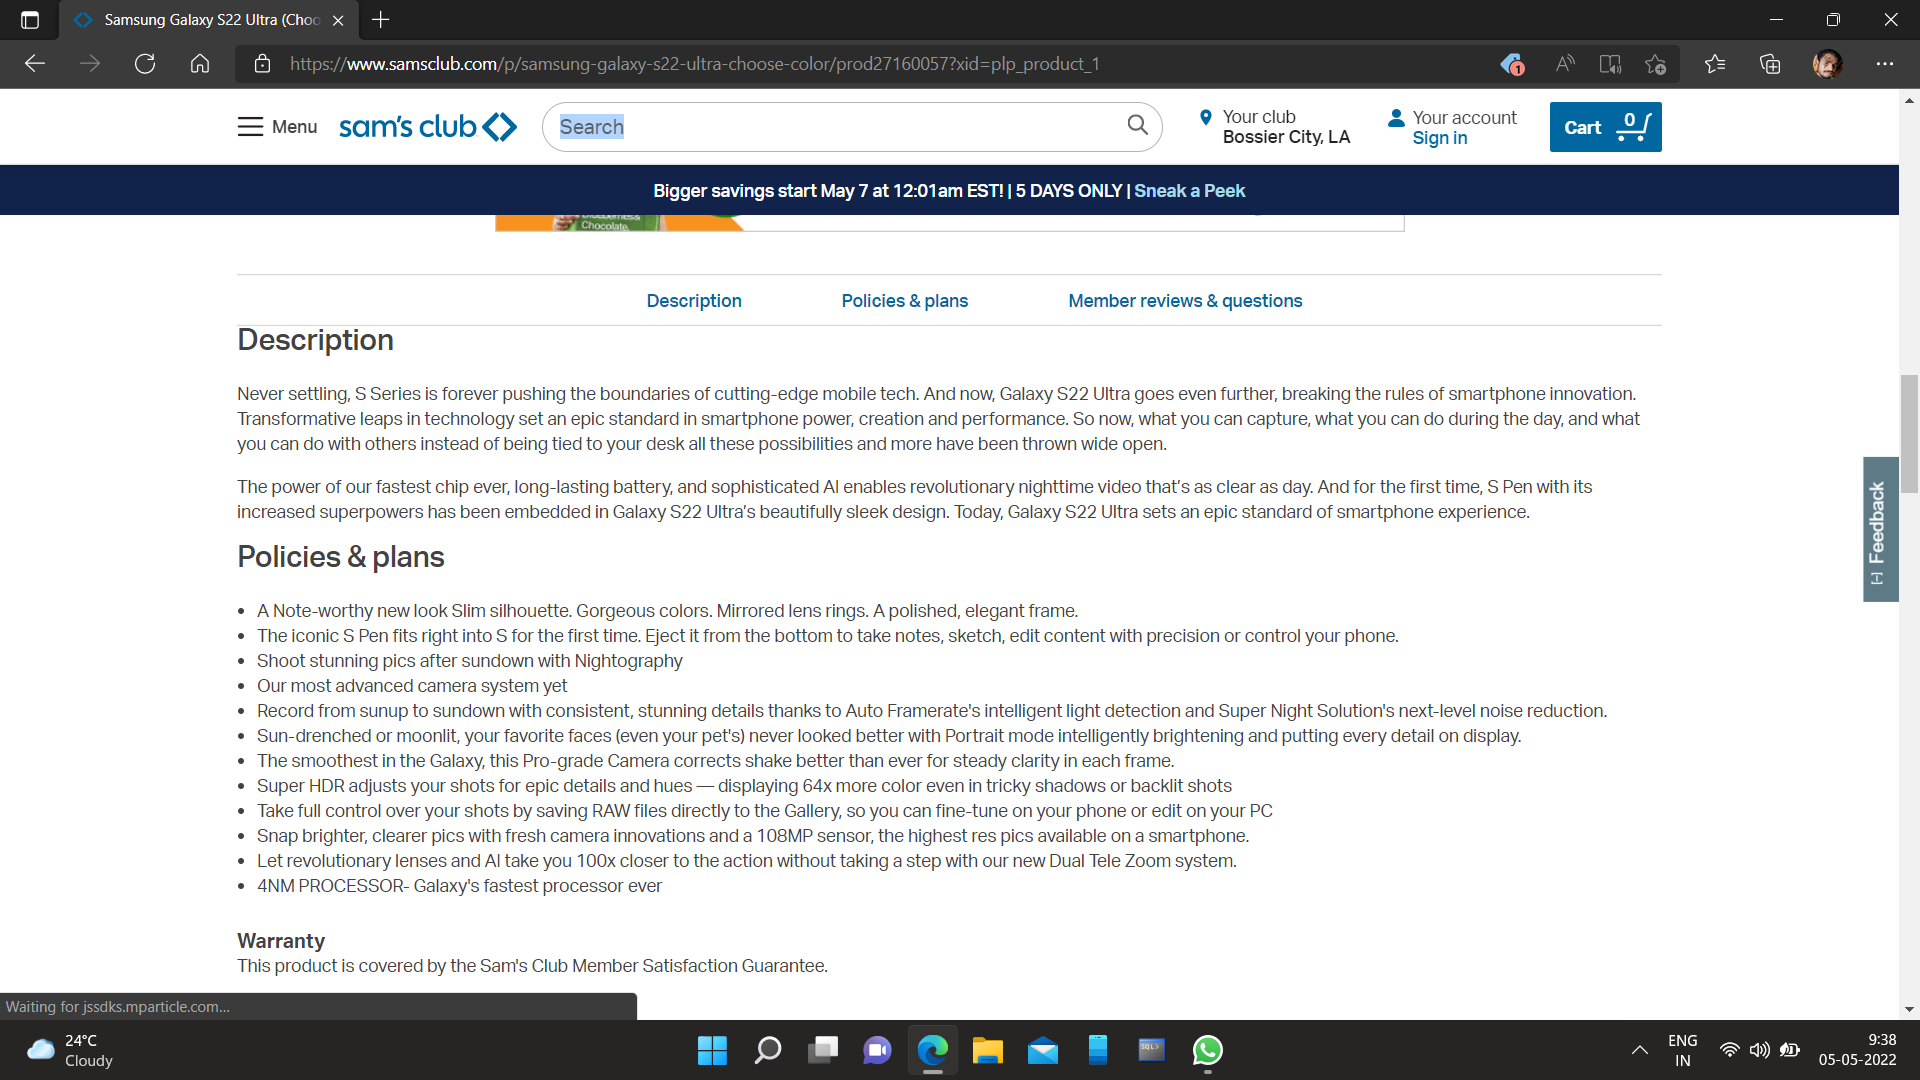 Samsung Galaxy S22 Ultra (Choo
https://www.samsclub.com/p/samsung-galaxy-s22-ultra-choose-color/prod27160057?xid=plp_product_1
1
Menu
sam's club
Search
Your club
Bossier City, LA
Your account
Sign in
Cart
0
Bigger savings start May 7 at 12:01am EST! | 5 DAYS ONLY | Sneak a Peek
Chocolate
Description
Policies & plans
Member reviews & questions
Description
Never settling, S Series is forever pushing the boundaries of cutting-edge mobile tech. And now, Galaxy S22 Ultra goes even further, breaking the rules of smartphone innovation.
Transformative leaps in technology set an epic standard in smartphone power, creation and performance. So now, what you can capture, what you can do during the day, and what
you can do with others instead of being tied to your desk all these possibilities and more have been thrown wide open.
The power of our fastest chip ever, long-lasting battery, and sophisticated AI enables revolutionary nighttime video that’s as clear as day. And for the first time, S Pen with its
increased superpowers has been embedded in Galaxy S22 Ultra’s beautifully sleek design. Today, Galaxy S22 Ultra sets an epic standard of smartphone experience.
Policies & plans
• A Note-worthy new look Slim silhouette. Gorgeous colors. Mirrored lens rings. A polished, elegant frame.
• The iconic S Pen fits right into S for the first time. Eject it from the bottom to take notes, sketch, edit content with precision or control your phone.
• Shoot stunning pics after sundown with Nightography
• Our most advanced camera system yet
• Record from sunup to sundown with consistent, stunning details thanks to Auto Framerate's intelligent light detection and Super Night Solution's next-level noise reduction.
• Sun-drenched or moonlit, your favorite faces (even your pet's) never looked better with Portrait mode intelligently brightening and putting every detail on display.
• The smoothest in the Galaxy, this Pro-grade Camera corrects shake better than ever for steady clarity in each frame.
• Super HDR adjusts your shots for epic details and hues — displaying 64x more color even in tricky shadows or backlit shots
• Take full control over your shots by saving RAW files directly to the Gallery, so you can fine-tune on your phone or edit on your PC
• Snap brighter, clearer pics with fresh camera innovations and a 108MP sensor, the highest res pics available on a smartphone.
• Let revolutionary lenses and AI take you 100x closer to the action without taking a step with our new Dual Tele Zoom system.
• 4NM PROCESSOR- Galaxy's fastest processor ever
Warranty
This product is covered by the Sam's Club Member Satisfaction Guarantee.
[-] Feedback
Waiting for jssdks.mparticle.com...
24°C
Cloudy
SQL>
ENG
IN
9:38
05-05-2022